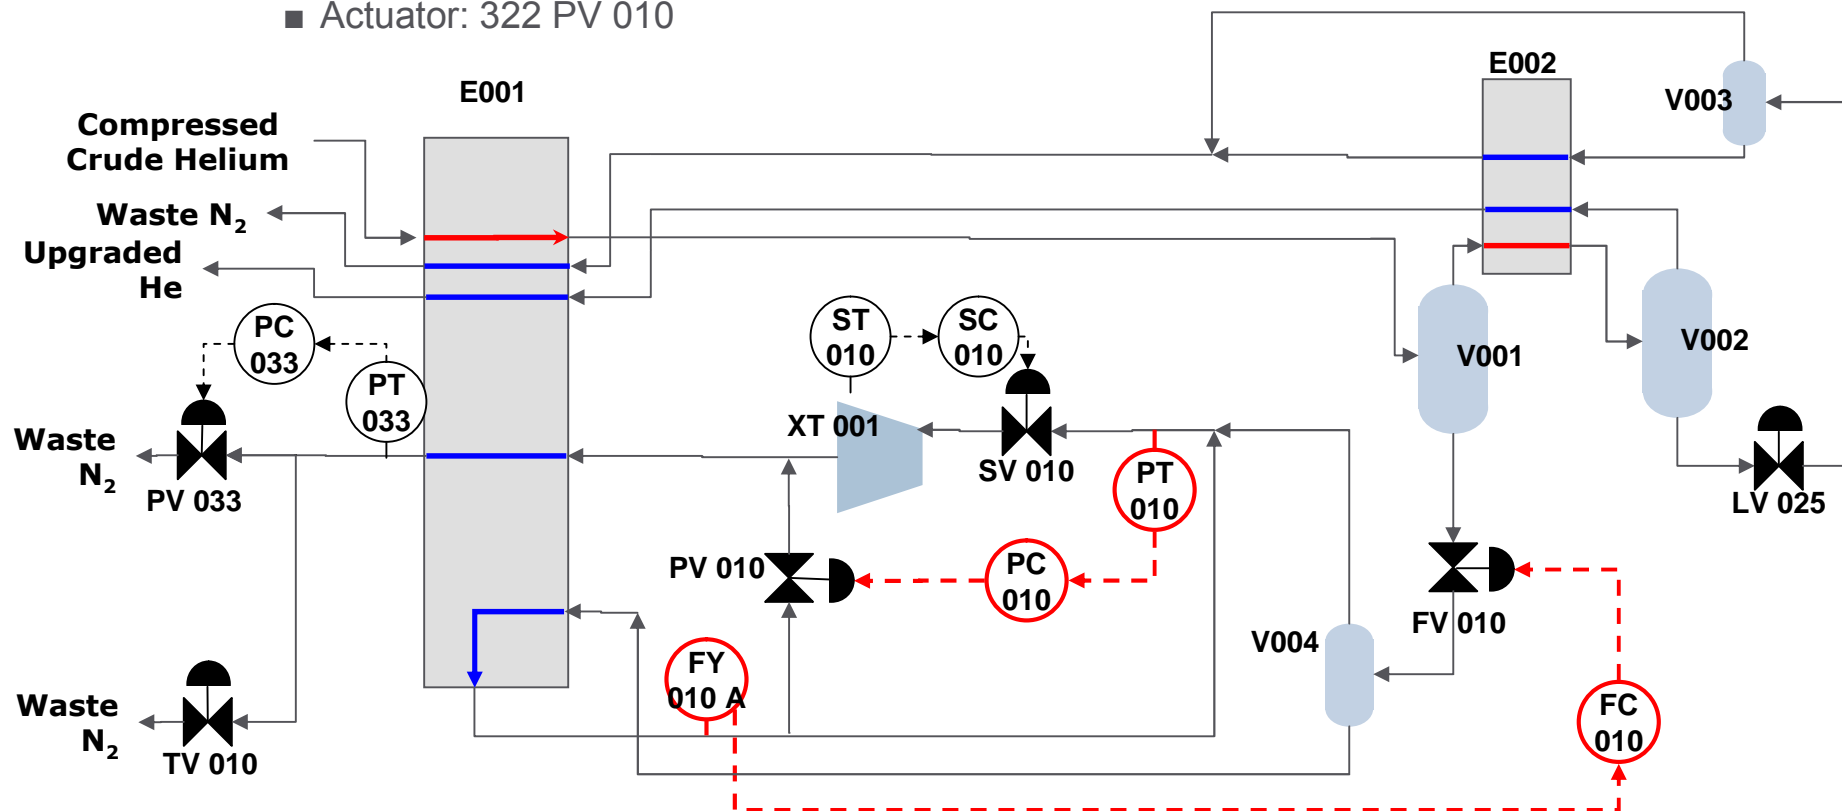 ■ Actuator: 322 PV 010
E001
E002
V003
Compressed
Crude Helium
Waste N2
Upgraded
He
PC
033
PT
033
ST
010
SC
010
V001
V002
XT 001
Waste
N2
PV 033
SV 010
PT
010
LV 025
PV 010
PC
010
FV 010
V004
FY
010 A
Waste
N2
TV 010
FC
010